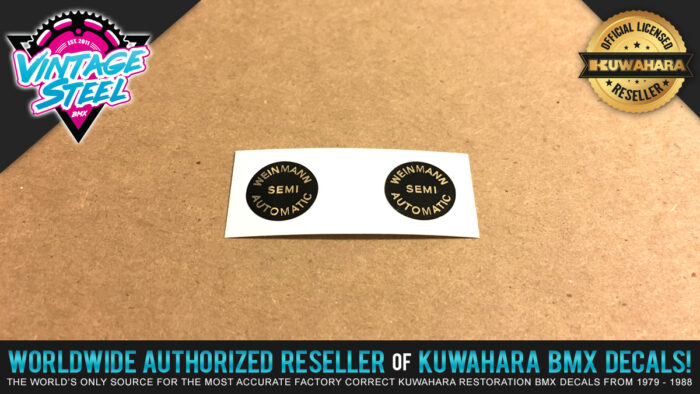 EST. 2011
VINTAGE
STEEL
BMX
OFFICIAL LICENSED
KUWAHARA
RESELLER
WEINMANN
SEMI
AUTOMATIC
WEINMANN
SEMI
AUTOMATIC
WORLDWIDE AUTHORIZED RESELLER OF KUWAHARA BMX DECALS!
THE WORLD'S ONLY SOURCE FOR THE MOST ACCURATE FACTORY CORRECT KUWAHARA RESTORATION BMX DECALS FROM 1979 - 1988